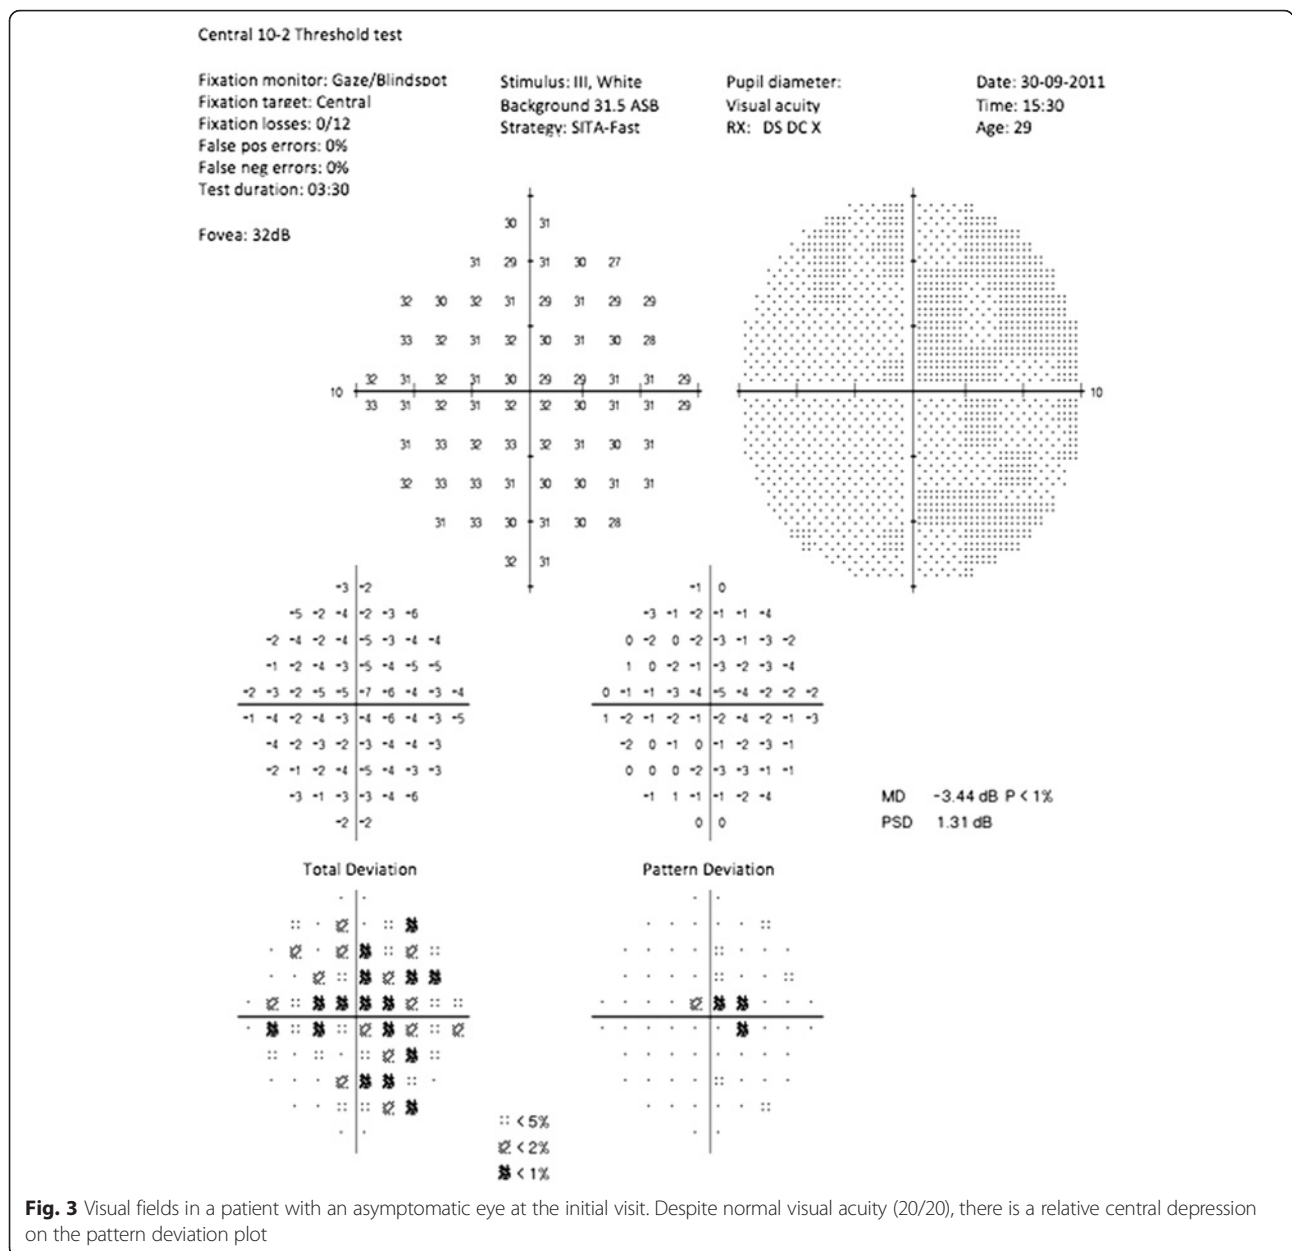 Central 10-2 Threshold test
Fixation monitor: Gaze/Blindspot
Fixation target: Central
Fixation losses: 0/12
False pos errors: 0%
False neg errors: 0%
Test duration: 03:30
Fovea: 32dB
Stimulus: III, White
Background 31.5 ASB
Strategy: SITA-Fast
Pupil diameter:
Visual acuity
RX: DS DC X
Date: 30-09-2011
Time: 15:30
Age: 29
30 31
31 29 31 30 27
32 30 32 31 29 31 29 29
33 32 31 32 30 31 30 28
32 31 32 31 30 29 29 31 31 29
10
33 31 32 31 32 32 30 31 31 29
31 33 32 33 32 31 30 31
32 33 33 31 30 30 31 31
31 33 30 31 30 28
32 31
10
-3 -2
-5 -2 -4 -2 -3 -6
-2 -4 -2 -4 -5 -3 -4 -4
-1 -2 -4 -3 -5 -4 -5 -5
-2 -3 -2 -5 -5 -7 -6 -4 -3 -4
-1 -4 -2 -4 -3 -4 -6 -4 -3 -5
-4 -2 -3 -2 -3 -4 -4 -3
-2 -1 -2 -4 -5 -4 -3 -3
-3 -1 -3 -3 -4 -6
-2 -2
Total Deviation
-1 0
-3 -1 -2 -1 -1 -4
0 -2 0 -2 -3 -1 -3 -2
1 0 -2 -1 -3 -2 -3 -4
0 -1 -1 -3 -4 -5 -4 -2 -2 -2
1 -2 -1 -2 -1 -2 -4 -2 -1 -3
-2 0 -1 0 -1 -2 -3 -1
0 0 0 -2 -3 -3 -1 -1
-1 1 -1 -1 -2 -4
0 0
Pattern Deviation
MD -3.44 dB P < 1%
PSD 1.31 dB
< 5%
< 2%
< 1%
Fig. 3 Visual fields in a patient with an asymptomatic eye at the initial visit. Despite normal visual acuity (20/20), there is a relative central depression
on the pattern deviation plot